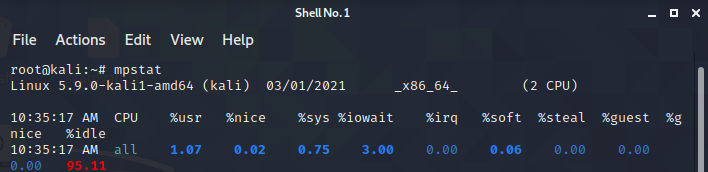 Shell No. 1
File Actions Edit View Help
root@kali:~# mpstat
Linux 5.9.0-kali1-amd64 (kali) 03/01/2021 _x86_64_ (2 CPU)
10:35:17 AM CPU %usr %nice %sys %iowait %irq %soft %steal %guest %g
nice %idle
10:35:17 AM all 1.07 0.02 0.75 3.00 0.00 0.06 0.00 0.00
0.00 95.11